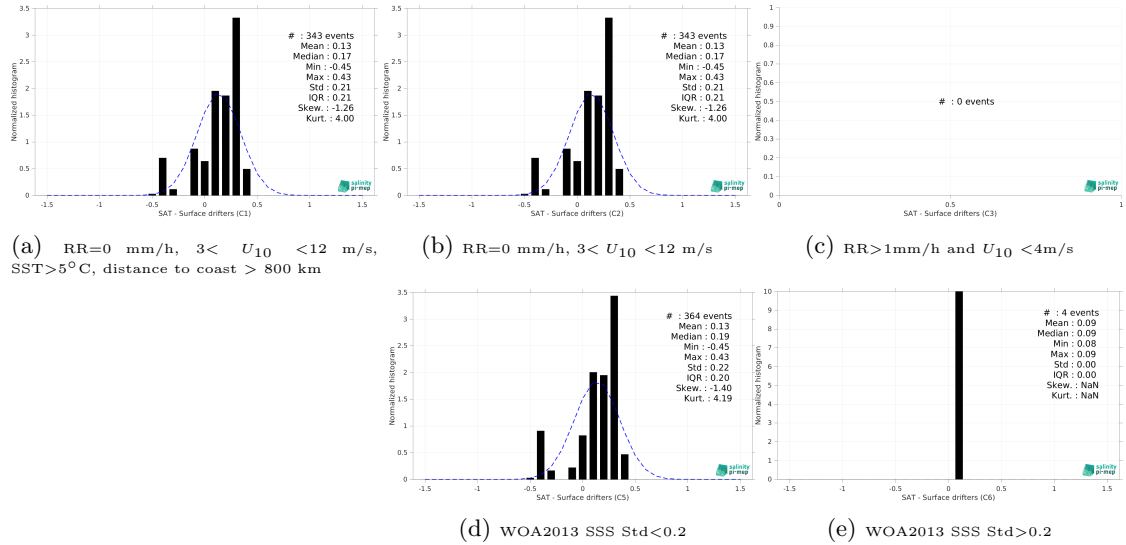 3.5
3
2.5
2
1.5
1
0.5
0
Normalized histogram
# : 343 events
Mean : 0.13
Median : 0.17
Min : -0.45
Max : 0.43
Std : 0.21
IQR : 0.21
Skew. : -1.26
Kurt. : 4.00
salinity
pi-mep
-1.5 -1 -0.5 0 0.5 1 1.5
SAT - Surface drifters (C1)
(a) RR=0 mm/h, 3< U10 <12 m/s,
SST>5°C, distance to coast > 800 km
3.5
3
2.5
2
1.5
1
0.5
0
Normalized histogram
# : 343 events
Mean : 0.13
Median : 0.17
Min : -0.45
Max : 0.43
Std : 0.21
IQR : 0.21
Skew. : -1.26
Kurt. : 4.00
salinity
pi-mep
-1.5 -1 -0.5 0 0.5 1 1.5
SAT - Surface drifters (C2)
(b) RR=0 mm/h, 3< U10 <12 m/s
1
0.9
0.8
0.7
0.6
0.5
0.4
0.3
0.2
0.1
0
Normalized histogram
# : 0 events
salinity
pi-mep
0.5 1
SAT - Surface drifters (C3)
(c) RR>1mm/h and U10 <4m/s
3.5
3
2.5
2
1.5
1
0.5
0
Normalized histogram
# : 364 events
Mean : 0.13
Median : 0.19
Min : -0.45
Max : 0.43
Std : 0.22
IQR : 0.20
Skew. : -1.40
Kurt. : 4.19
salinity
pi-mep
-1.5 -1 -0.5 0 0.5 1 1.5
SAT - Surface drifters (C5)
(d) WOA2013 SSS Std<0.2
10
9
8
7
6
5
4
3
2
1
0
Normalized histogram
# : 4 events
Mean : 0.09
Median : 0.09
Min : 0.08
Max : 0.09
Std : 0.00
IQR : 0.00
Skew. : NaN
Kurt. : NaN
salinity
pi-mep
-1.5 -1 -0.5 0 0.5 1 1.5
SAT - Surface drifters (C6)
(e) WOA2013 SSS Std>0.2